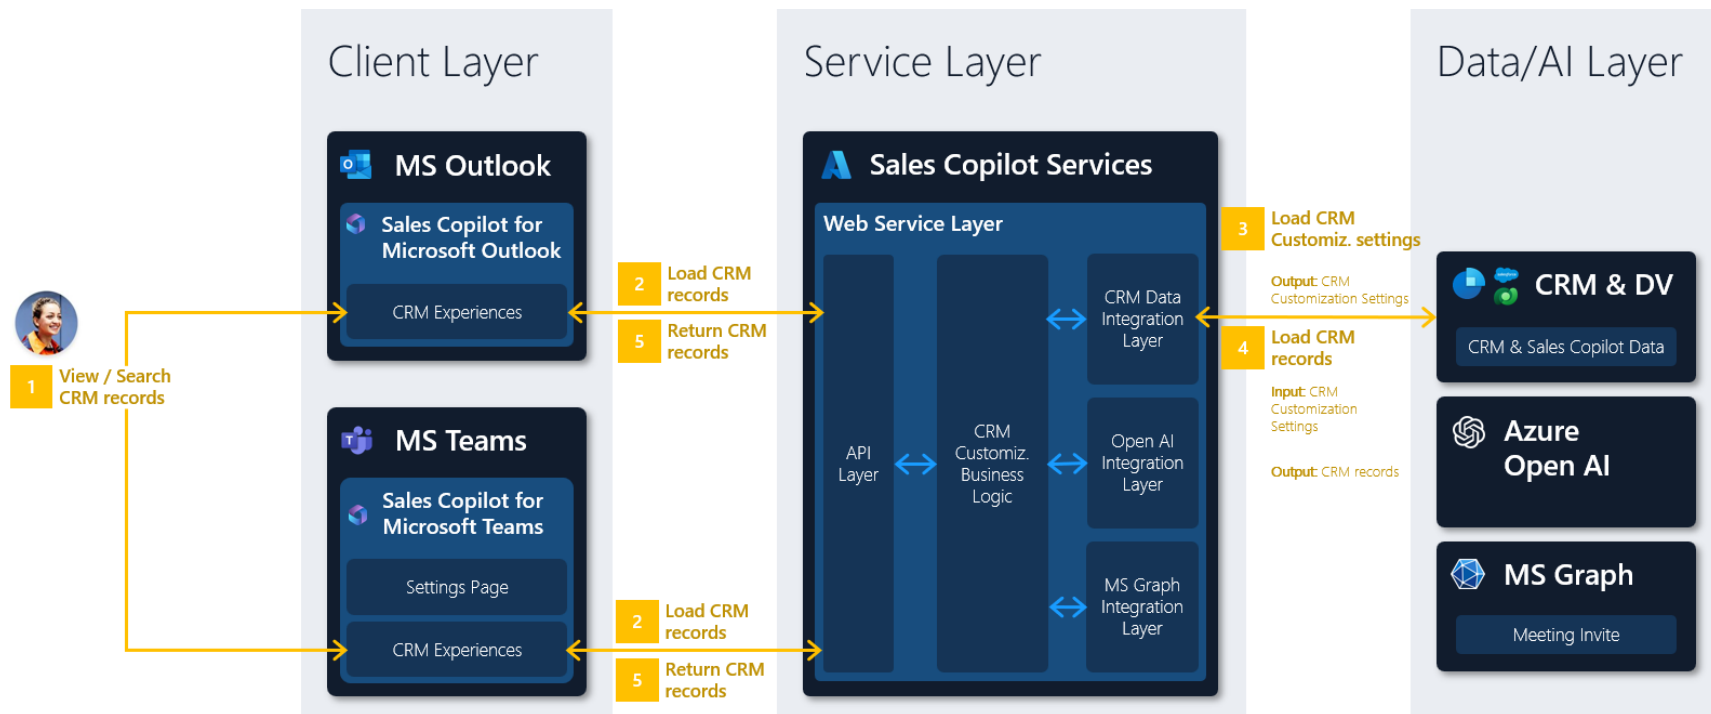 Client Layer
Service Layer
Data/AI Layer
1
View / Search
CRM records
MS Outlook
Sales Copilot for
Microsoft Outlook
CRM Experiences
MS Teams
Sales Copilot for
Microsoft Teams
Settings Page
CRM Experiences
2
Load CRM
records
5
Return CRM
records
2
Load CRM
records
5
Return CRM
records
Sales Copilot Services
Web Service Layer
API
Layer
CRM
Customiz.
Business
Logic
CRM Data
Integration
Layer
Open AI
Integration
Layer
MS Graph
Integration
Layer
3
Load CRM
Customiz. settings
Output: CRM
Customization Settings
4
Load CRM
records
Input: CRM
Customization
Settings
Output: CRM records
CRM & DV
CRM & Sales Copilot Data
Azure
Open AI
MS Graph
Meeting Invite